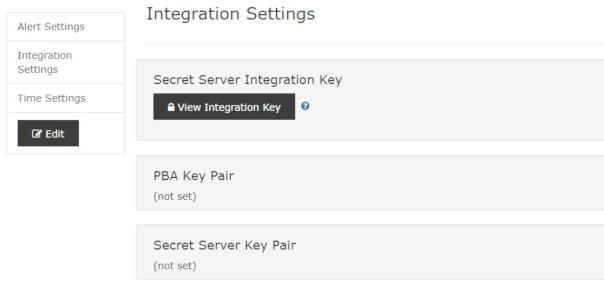 Integration Settings
Alert Settings
Integration
Settings
Time Settings
Edit
Secret Server Integration Key
View Integration Key
PBA Key Pair
(not set)
Secret Server Key Pair
(not set)